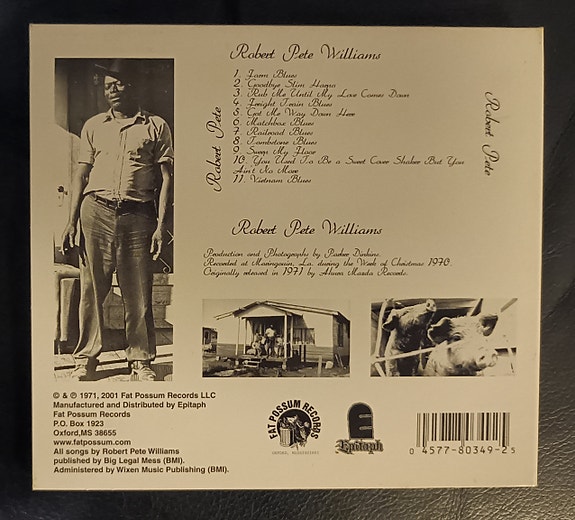 Robert Pete Williams
1. Farm Blues
2. Goodbye Slim Harpo
3. Rub Me Until My Love Comes Down
4. Freight Train Blues
5. Got Me Way Down Here
6. Matchbox Blues
7. Railroad Blues
8. Tombstone Blues
9. Sweep My Floor
10. You Used To Be a Sweet Cover Shaker But You
Ain't No More
11. Vietnam Blues
Robert Pete
Robert Pete
Robert Pete Williams
Production and Photographs by Parker Dinkins.
Recorded at Maringouin, La. during the Week of Christmas 1970.
Originally released in 1971 by Ahura Mazda Records.
© & ℗ 1971, 2001 Fat Possum Records LLC
Manufactured and Distributed by Epitaph
Fat Possum Records
P.O. Box 1923
Oxford,MS 38655
www.fatpossum.com
All songs by Robert Pete Williams
published by Big Legal Mess (BMI).
Administered by Wixen Music Publishing (BMI).
FAT POSSUM RECORDS
OXFORD, MISSISSIPPI
E
Epitaph
0 4577-80349-2 5